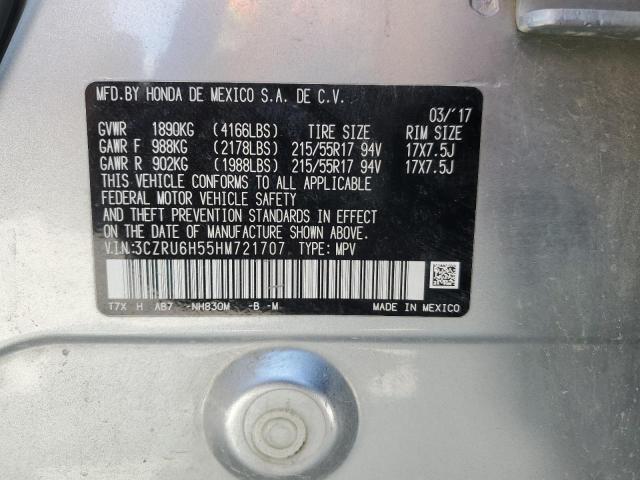 MFD. BY HONDA DE MEXICO S.A. DE C.V.
03/'17
GVWR 1890KG (4166LBS) TIRE SIZE RIM SIZE
GAWR F 988KG (2178LBS) 215/55R17 94V 17X7.5J
GAWR R 902KG (1988LBS) 215/55R17 94V 17X7.5J
THIS VEHICLE CONFORMS TO ALL APPLICABLE
FEDERAL MOTOR VEHICLE SAFETY
AND THEFT PREVENTION STANDARDS IN EFFECT
ON THE DATE OF MANUFACTURE SHOWN ABOVE.
V.I.N:3CZRU6H55HM721707 TYPE: MPV
T7X H AB7 -NH830M -B -M MADE IN MEXICO